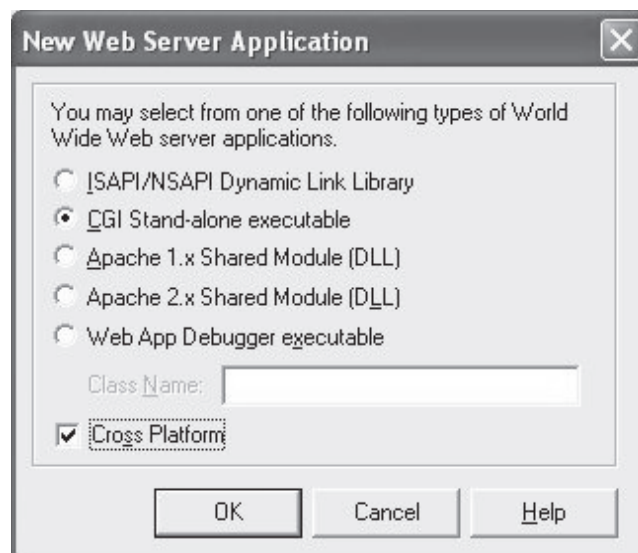 New Web Server Application
You may select from one of the following types of World
Wide Web server applications.
ISAPI/NSAPI Dynamic Link Library
CGI Stand-alone executable
Apache 1.x Shared Module (DLL)
Apache 2.x Shared Module (DLL)
Web App Debugger executable
Class Name:
Cross Platform
OK
Cancel
Help